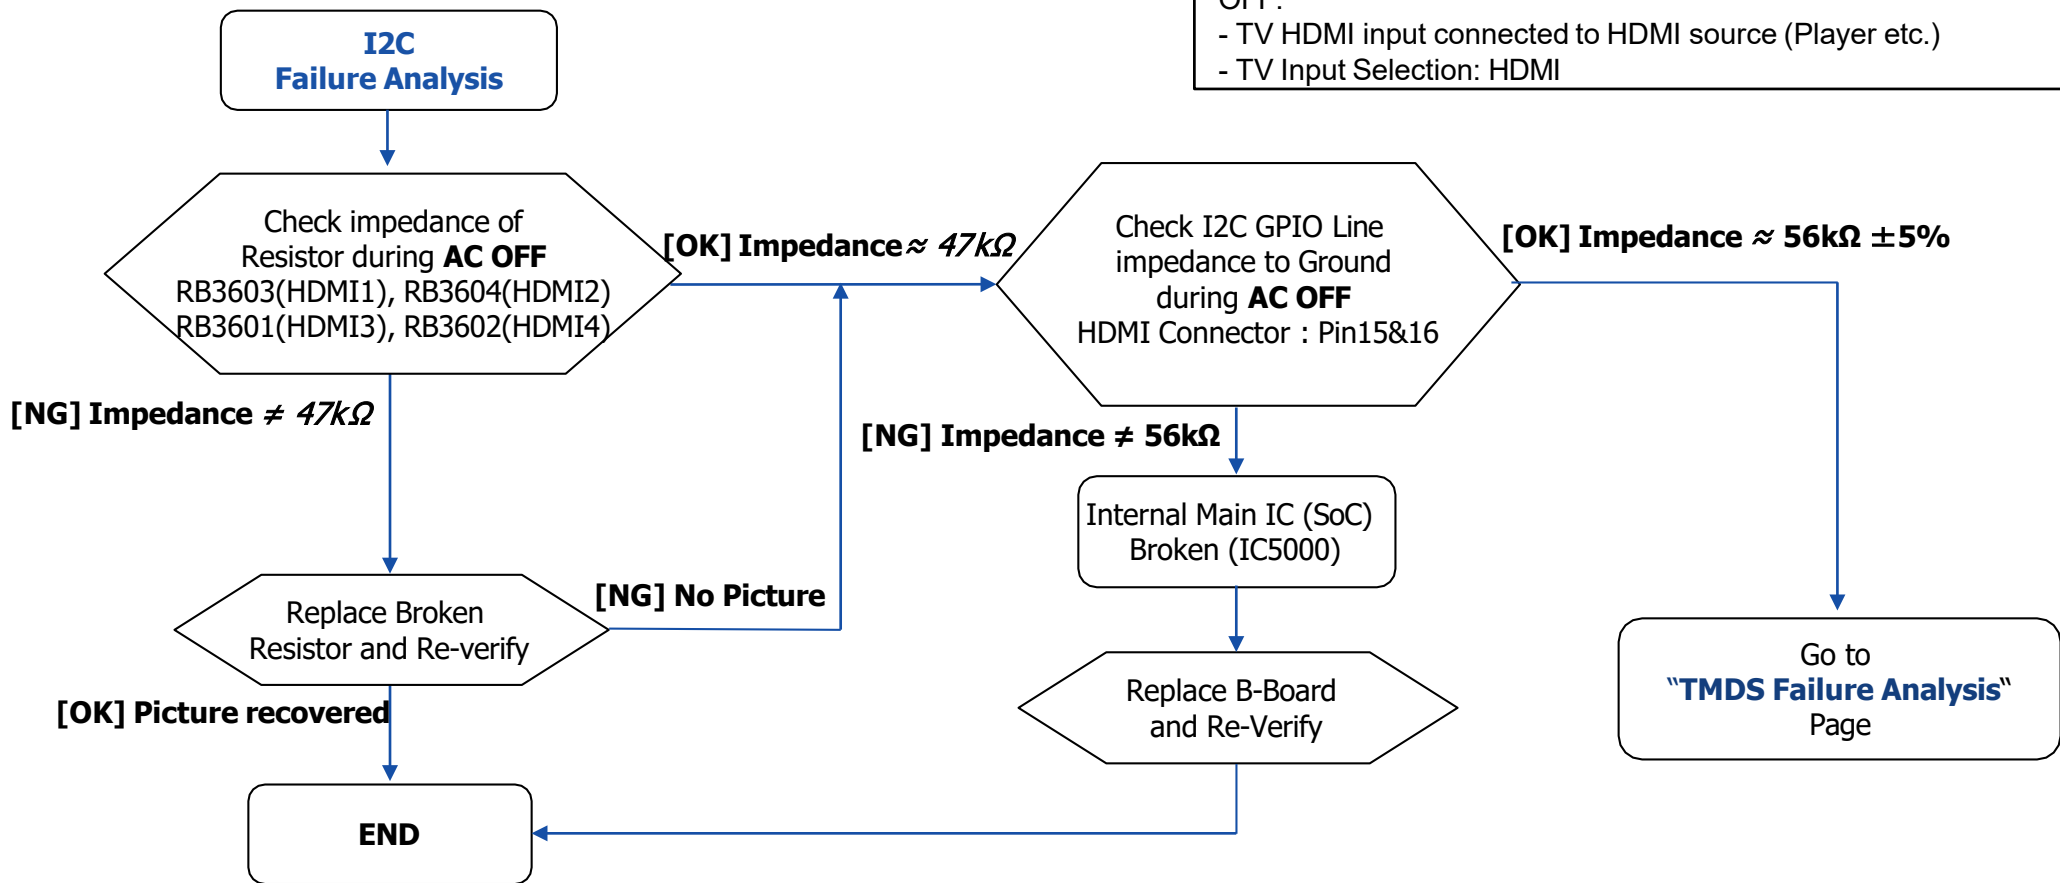 I2C
Failure Analysis
OFF:
- TV HDMI input connected to HDMI source (Player etc.)
- TV Input Selection: HDMI
Check impedance of
Resistor during AC OFF
RB3603(HDMI1), RB3604(HDMI2)
RB3601(HDMI3), RB3602(HDMI4)
[OK] Impedance ≈ 47kΩ
Check I2C GPIO Line
impedance to Ground
during AC OFF
HDMI Connector : Pin15&16
[OK] Impedance ≈ 56kΩ ±5%
[NG] Impedance ≠ 47kΩ
[NG] Impedance ≠ 56kΩ
Internal Main IC (SoC)
Broken (IC5000)
Replace Broken
Resistor and Re-verify
[NG] No Picture
[OK] Picture recovered
Replace B-Board
and Re-Verify
Go to
“TMDS Failure Analysis“
Page
END